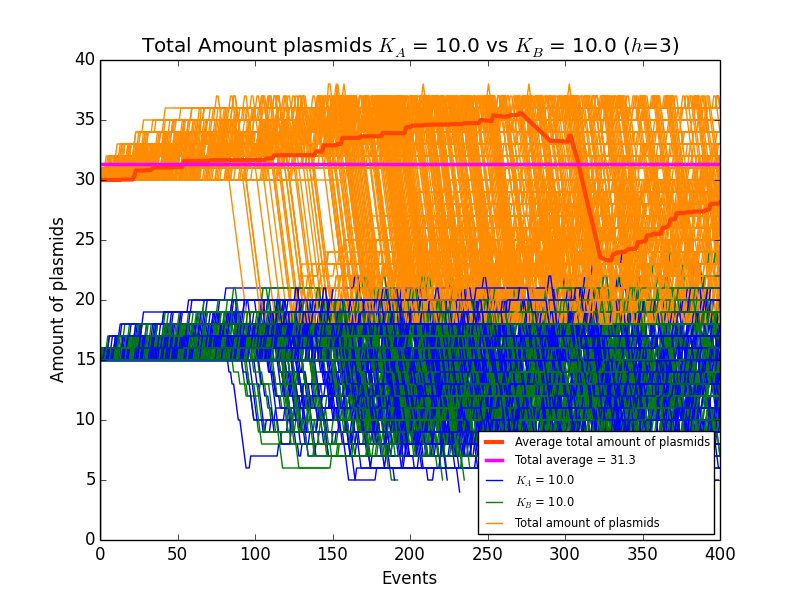 Total Amount plasmids K_A = 10.0 vs K_B = 10.0 (h=3)
40
35
30
25
20
15
10
5
0
Amount of plasmids
Average total amount of plasmids
Total average = 31.3
K_A = 10.0
K_B = 10.0
Total amount of plasmids
0 50 100 150 200 250 300 350 400
Events